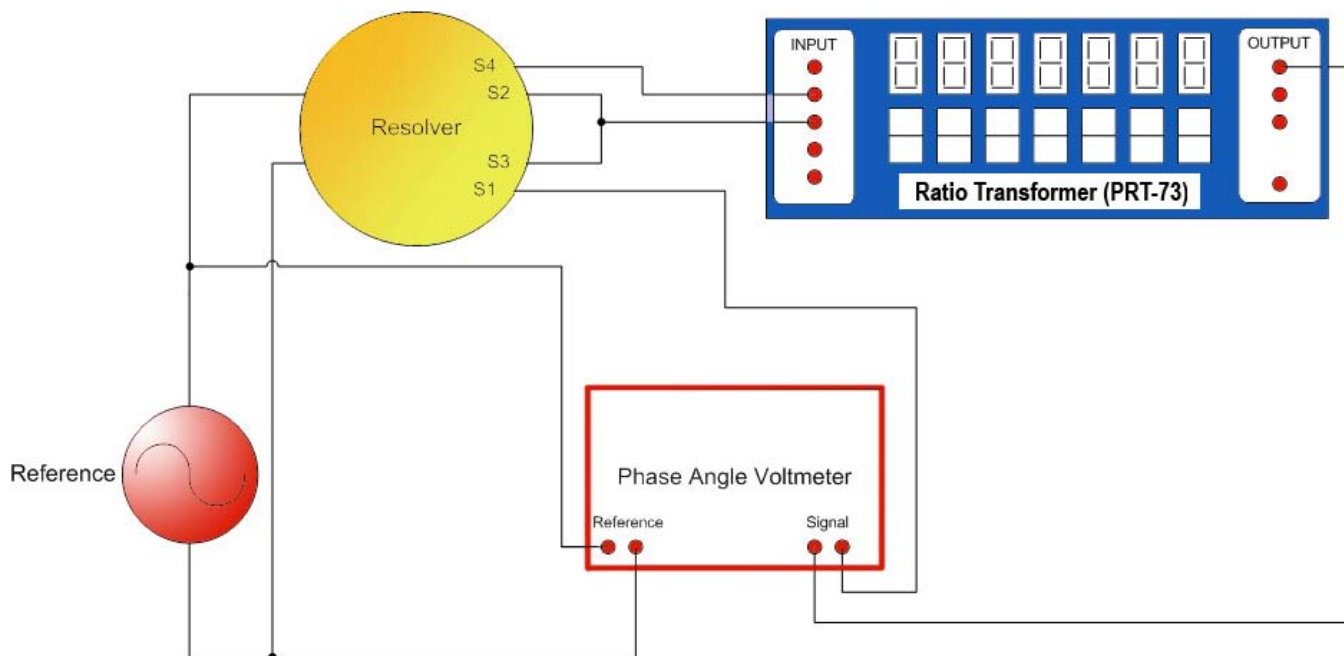 S4
S2
Resolver
S3
S1
INPUT
OUTPUT
Ratio Transformer (PRT-73)
Reference
Phase Angle Voltmeter
Reference
Signal